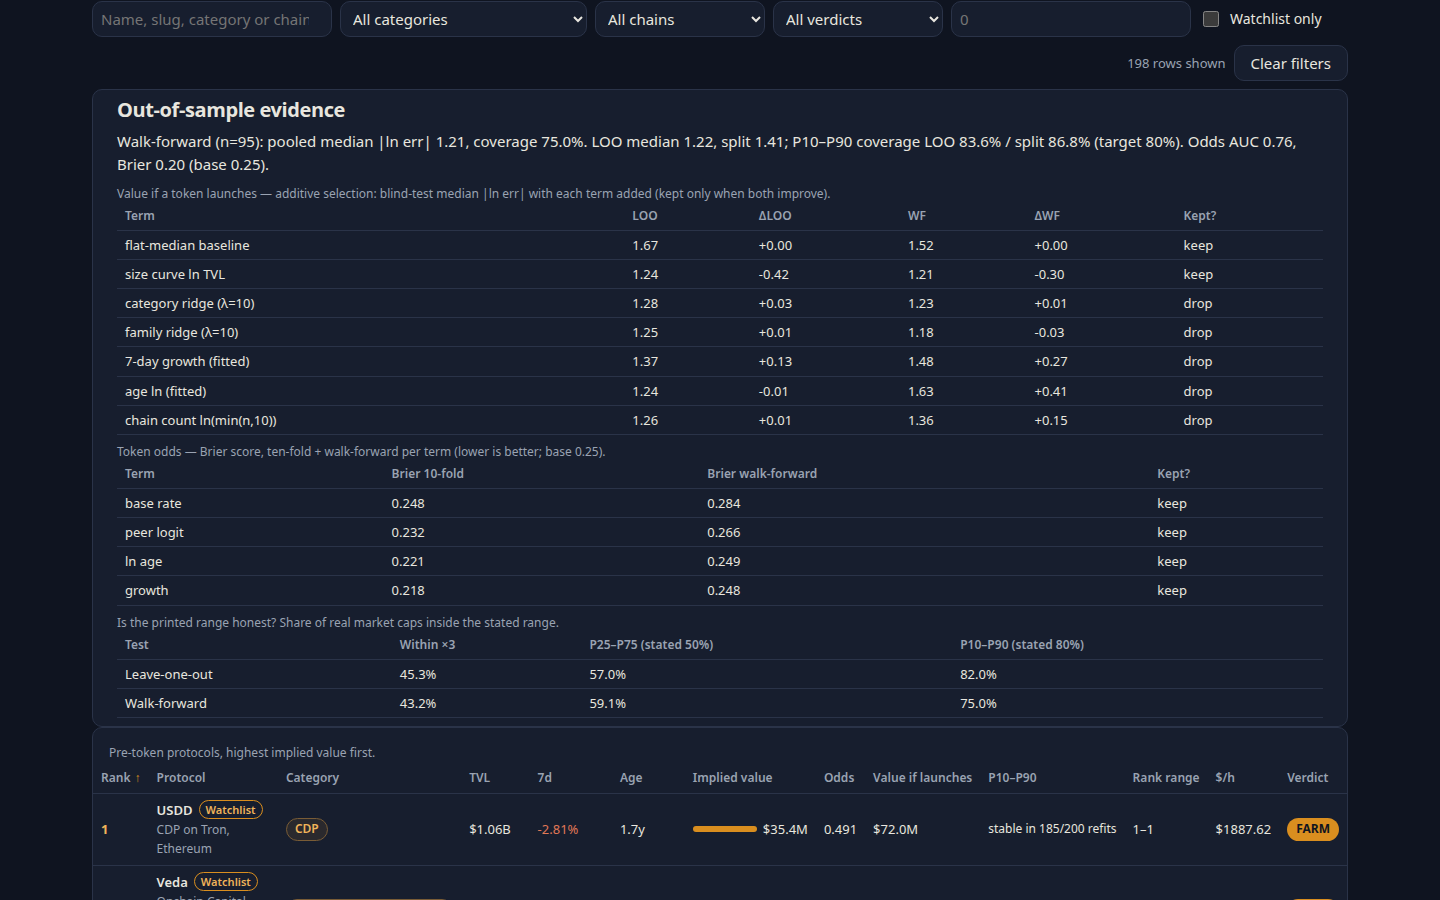 Name, slug, category or chair All categories All chains All verdicts 0 Watchlist only
198 rows shown Clear filters
Out-of-sample evidence
Walk-forward (n=95): pooled median |ln err| 1.21, coverage 75.0%. LOO median 1.22, split 1.41; P10–P90 coverage LOO 83.6% / split 86.8% (target 80%). Odds AUC 0.76,
Brier 0.20 (base 0.25).
Value if a token launches — additive selection: blind-test median |ln err| with each term added (kept only when both improve).
Term LOO ΔLOO WF ΔWF Kept?
flat-median baseline 1.67 +0.00 1.52 +0.00 keep
size curve ln TVL 1.24 -0.42 1.21 -0.30 keep
category ridge (λ=10) 1.28 +0.03 1.23 +0.01 drop
family ridge (λ=10) 1.25 +0.01 1.18 -0.03 drop
7-day growth (fitted) 1.37 +0.13 1.48 +0.27 drop
age ln (fitted) 1.24 -0.01 1.63 +0.41 drop
chain count ln(min(n,10)) 1.26 +0.01 1.36 +0.15 drop
Token odds — Brier score, ten-fold + walk-forward per term (lower is better; base 0.25).
Term Brier 10-fold Brier walk-forward Kept?
base rate 0.248 0.284 keep
peer logit 0.232 0.266 keep
ln age 0.221 0.249 keep
growth 0.218 0.248 keep
Is the printed range honest? Share of real market caps inside the stated range.
Test Within ×3 P25–P75 (stated 50%) P10–P90 (stated 80%)
Leave-one-out 45.3% 57.0% 82.0%
Walk-forward 43.2% 59.1% 75.0%
Pre-token protocols, highest implied value first.
Rank ↑ Protocol Category TVL 7d Age Implied value Odds Value if launches P10–P90 Rank range $/h Verdict
1 USDD Watchlist CDP $1.06B -2.81% 1.7y $35.4M 0.491 $72.0M stable in 185/200 refits 1–1 $1887.62 FARM
CDP on Tron,
Ethereum
Veda Watchlist